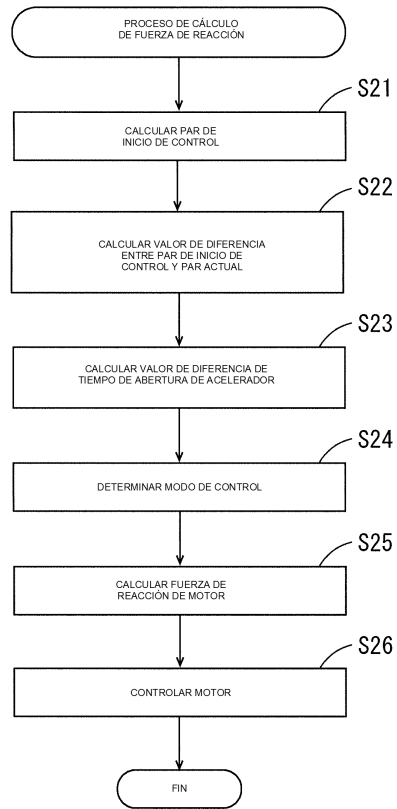 PROCESO DE CÁLCULO
DE FUERZA DE REACCIÓN
S21
CALCULAR PAR DE
INICIO DE CONTROL
S22
CALCULAR VALOR DE DIFERENCIA
ENTRE PAR DE INICIO DE
CONTROL Y PAR ACTUAL
S23
CALCULAR VALOR DE DIFERENCIA DE
TIEMPO DE ABERTURA DE ACELERADOR
S24
DETERMINAR MODO DE CONTROL
S25
CALCULAR FUERZA DE
REACCIÓN DE MOTOR
S26
CONTROLAR MOTOR
FIN